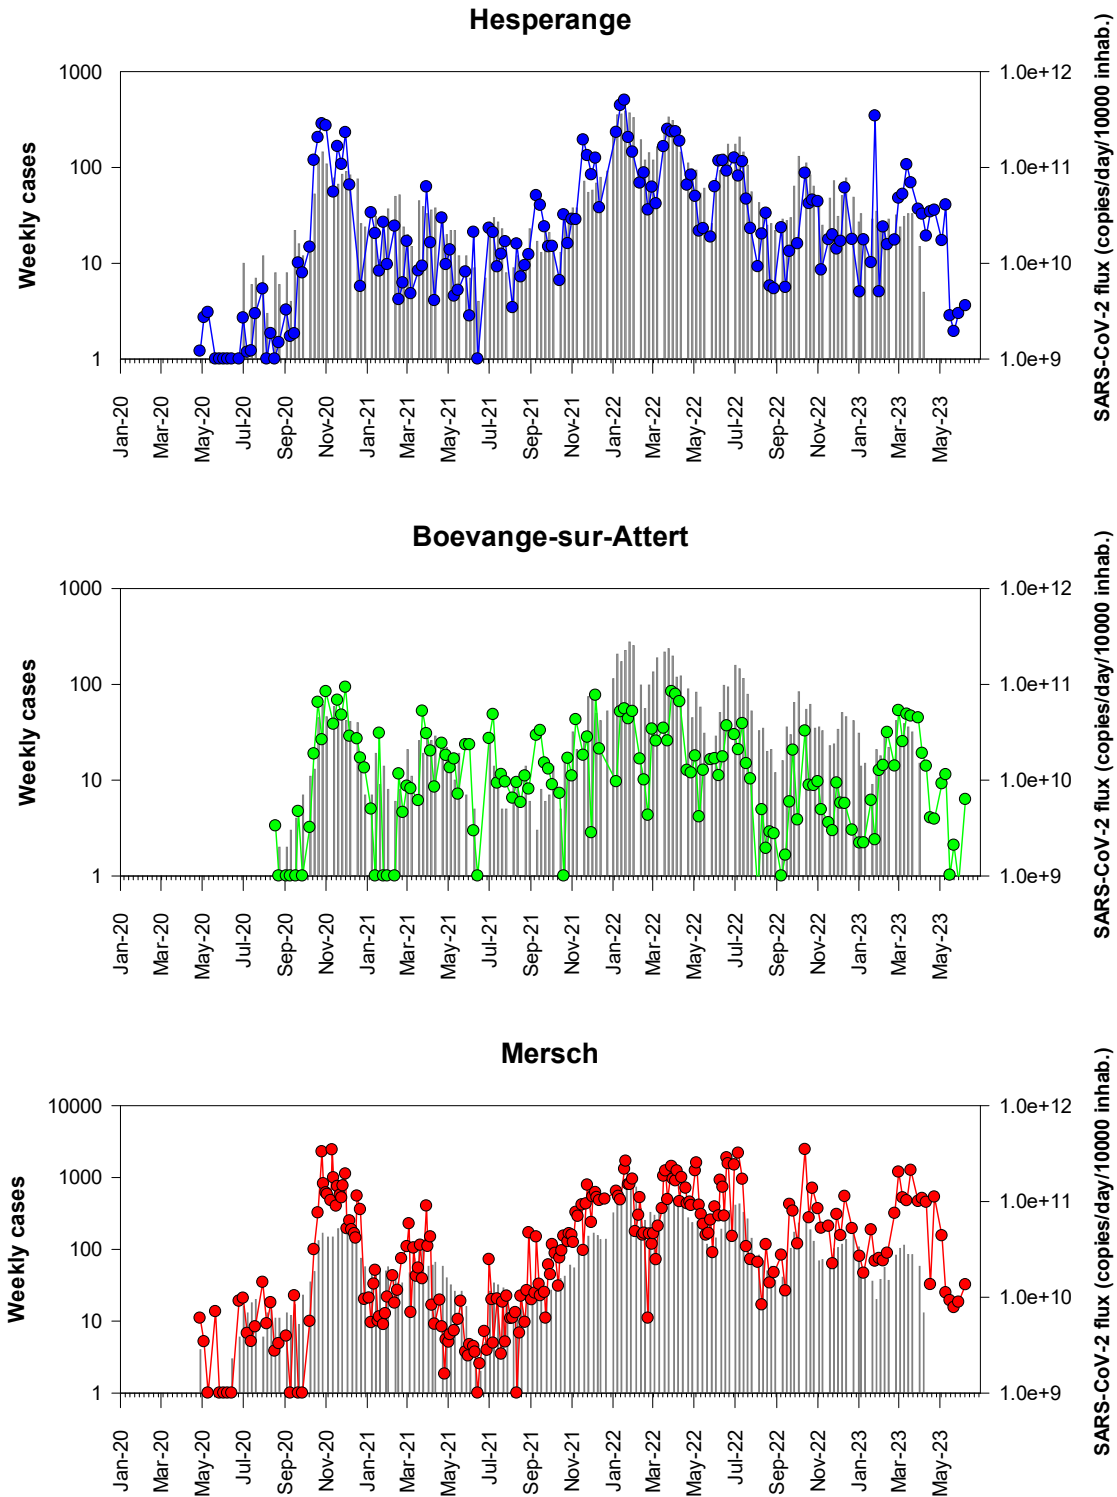 Hesperange
Weekly cases
1000
100
10
1
1.0e+12
1.0e+11
1.0e+10
1.0e+9
SARS-CoV-2 flux (copies/day/10000 inhab.)
Jan-20 Mar-20 May-20 Jul-20 Sep-20 Nov-20 Jan-21 Mar-21 May-21 Jul-21 Sep-21 Nov-21 Jan-22 Mar-22 May-22 Jul-22 Sep-22 Nov-22 Jan-23 Mar-23 May-23
Boevange-sur-Attert
Weekly cases
1000
100
10
1
1.0e+12
1.0e+11
1.0e+10
1.0e+9
SARS-CoV-2 flux (copies/day/10000 inhab.)
Jan-20 Mar-20 May-20 Jul-20 Sep-20 Nov-20 Jan-21 Mar-21 May-21 Jul-21 Sep-21 Nov-21 Jan-22 Mar-22 May-22 Jul-22 Sep-22 Nov-22 Jan-23 Mar-23 May-23
Mersch
Weekly cases
10000
1000
100
10
1
1.0e+12
1.0e+11
1.0e+10
1.0e+9
SARS-CoV-2 flux (copies/day/10000 inhab.)
Jan-20 Mar-20 May-20 Jul-20 Sep-20 Nov-20 Jan-21 Mar-21 May-21 Jul-21 Sep-21 Nov-21 Jan-22 Mar-22 May-22 Jul-22 Sep-22 Nov-22 Jan-23 Mar-23 May-23